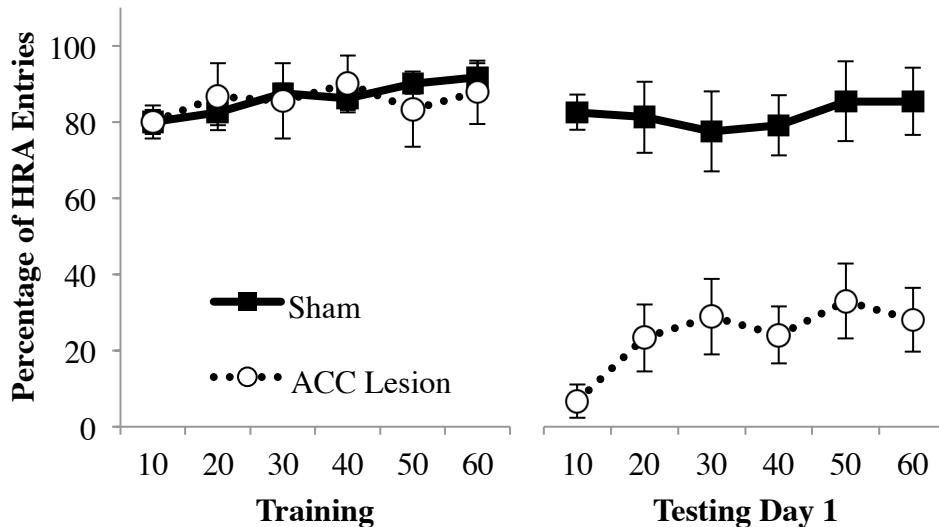 Percentage of HRA Entries
100
80
60
40
20
0
Sham
ACC Lesion
10 20 30 40 50 60
10 20 30 40 50 60
Training
Testing Day 1